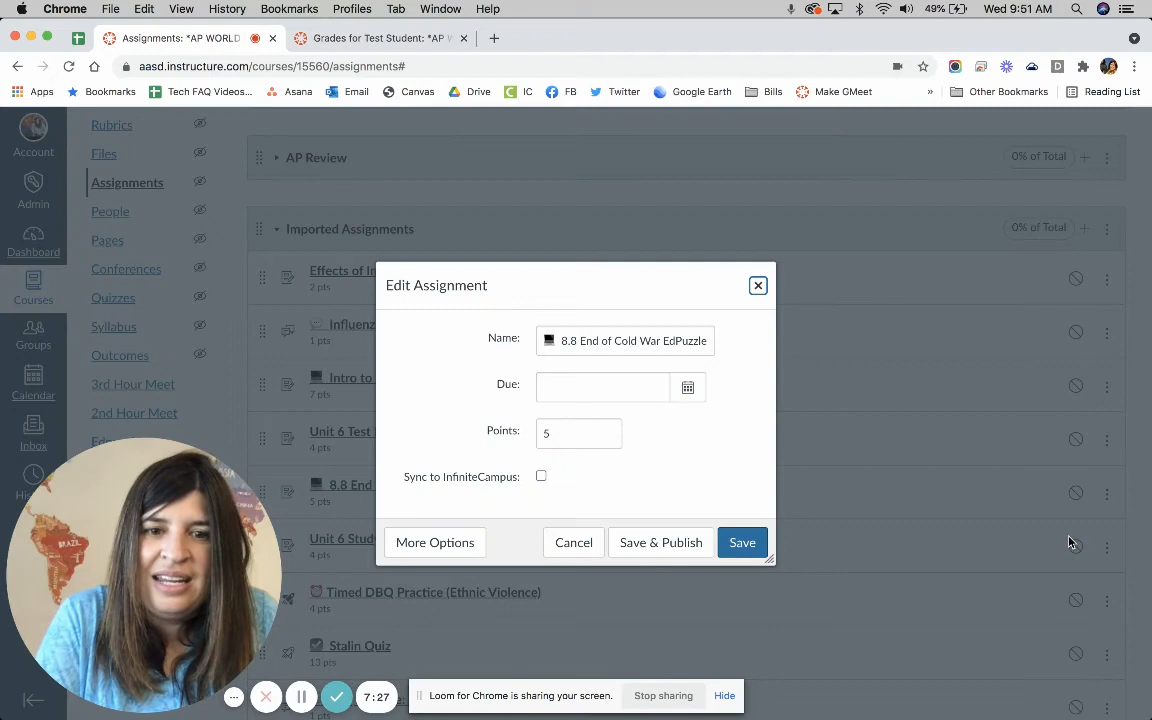 Chrome File Edit View History Bookmarks Profiles Tab Window Help 49% Wed 9:51 AM
Assignments: *AP WORLD
Grades for Test Student: *AP W
aasd.instructure.com/courses/15560/assignments#
Apps Bookmarks Tech FAQ Videos... Asana Email Canvas Drive IC FB Twitter Google Earth Bills Make GMeet » Other Bookmarks Reading List
Account
Admin
Dashboard
Courses
Groups
Calendar
Inbox
Rubrics
Files
Assignments
People
Pages
Conferences
Quizzes
Syllabus
Outcomes
3rd Hour Meet
2nd Hour Meet
AP Review 0% of Total
Imported Assignments 0% of Total
Effects of
2 pts
Influenz
1 pts
Intro to
7 pts
Unit 6 Test
4 pts
8.8 End
5 pts
Unit 6 Stud
4 pts
Timed DBQ Practice (Ethnic Violence)
4 pts
Stalin Quiz
13 pts
1 pts
Edit Assignment
Name: 8.8 End of Cold War EdPuzzle
Due:
Points: 5
Sync to InfiniteCampus:
More Options Cancel Save & Publish Save
BRAZIL
7:27
Loom for Chrome is sharing your screen. Stop sharing Hide